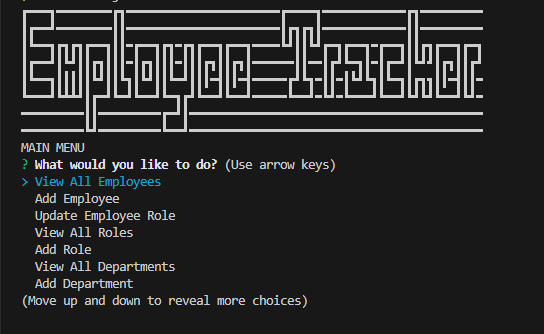 Employee Tracker
MAIN MENU
? What would you like to do? (Use arrow keys)
> View All Employees
Add Employee
Update Employee Role
View All Roles
Add Role
View All Departments
Add Department
(Move up and down to reveal more choices)